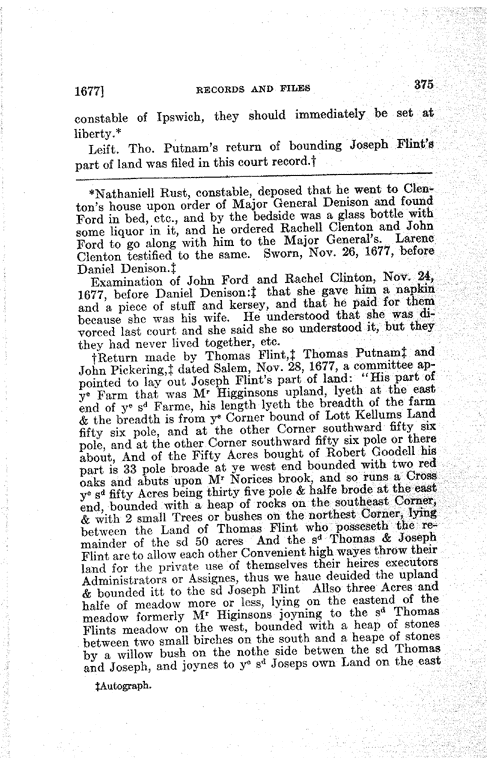 1677] RECORDS AND FILES 375
constable of Ipswich, they should immediately be set at
liberty.*
Leift. Tho. Putnam's return of bounding Joseph Flint's
part of land was filed in this court record.†
*Nathaniell Rust, constable, deposed that he went to Clen-
ton's house upon order of Major General Denison and found
Ford in bed, etc., and by the bedside was a glass bottle with
some liquor in it, and he ordered Rachell Clenton and John
Ford to go along with him to the Major General's. Larenc
Clenton testified to the same. Sworn, Nov. 26, 1677, before
Daniel Denison.‡
Examination of John Ford and Rachel Clinton, Nov. 24,
1677, before Daniel Denison:‡ that she gave him a napkin
and a piece of stuff and kersey, and that he paid for them
because she was his wife. He understood that she was di-
vorced last court and she said she so understood it, but they
they had never lived together, etc.
†Return made by Thomas Flint,‡ Thomas Putnam‡ and
John Pickering,‡ dated Salem, Nov. 28, 1677, a committee ap-
pointed to lay out Joseph Flint's part of land: "His part of
yᵉ Farm that was Mʳ Higginsons upland, lyeth at the east
end of yᵉ sᵈ Farme, his length lyeth the breadth of the farm
& the breadth is from yᵉ Corner bound of Lott Kellums Land
fifty six pole, and at the other Corner southward fifty six
pole, and at the other Corner southward fifty six pole or there
about, And of the Fifty Acres bought of Robert Goodell his
part is 33 pole broade at ye west end bounded with two red
oaks and abuts upon Mʳ Norices brook, and so runs a Cross
yᵉ sᵈ fifty Acres being thirty five pole & halfe brode at the east
end, bounded with a heap of rocks on the southeast Corner,
& with 2 small Trees or bushes on the northest Corner, lying
between the Land of Thomas Flint who posseseth the re-
mainder of the sd 50 acres And the sᵈ Thomas & Joseph
Flint are to allow each other Convenient high wayes throw their
land for the private use of themselves their heires executors
Administrators or Assignes, thus we haue deuided the upland
& bounded itt to the sd Joseph Flint Allso three Acres and
halfe of meadow more or less, lying on the eastend of the
meadow formerly Mʳ Higinsons joyning to the sᵈ Thomas
Flints meadow on the west, bounded with a heap of stones
between two small birches on the south and a heape of stones
by a willow bush on the nothe side betwen the sd Thomas
and Joseph, and joynes to yᵉ sᵈ Joseps own Land on the east
‡Autograph.